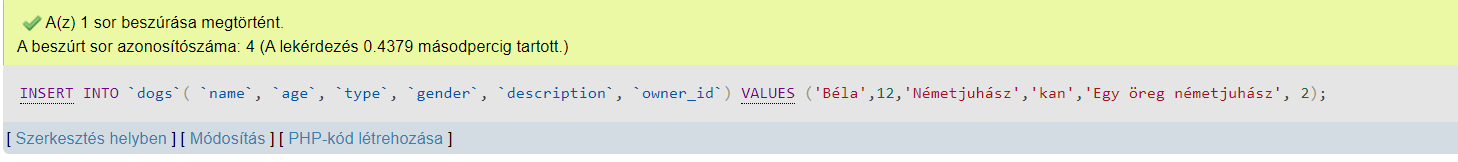 A(z) 1 sor beszúrása megtörtént.
A beszúrt sor azonosítószáma: 4 (A lekérdezés 0.4379 másodpercig tartott.)
INSERT INTO `dogs`( `name`, `age`, `type`, `gender`, `description`, `owner_id`) VALUES ('Béla',12,'Németjuhász','kan','Egy öreg németjuhász', 2);
[ Szerkesztés helyben ] [ Módosítás ] [ PHP-kód létrehozása ]